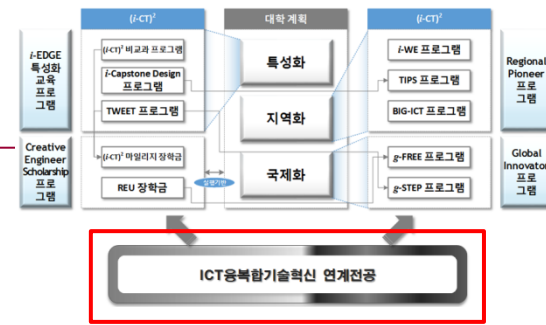 (i-CT)²
대학 계획
(i-CT)²
i-EDGE
특성화
교육
프로
그램
(i-CT)² 비교과 프로그램
i-Capstone Design
프로그램
TWEET 프로그램
특성화
지역화
국제화
i-WE 프로그램
TIPS 프로그램
BIG-ICT 프로그램
Regional
Pioneer
프로
그램
Creative
Engineer
Scholarship
프로
그램
(i-CT)² 마일리지 장학금
REU 장학금
실행기반
g-FREE 프로그램
g-STEP 프로그램
Global
Innovator
프로
그램
ICT융복합기술혁신 연계전공